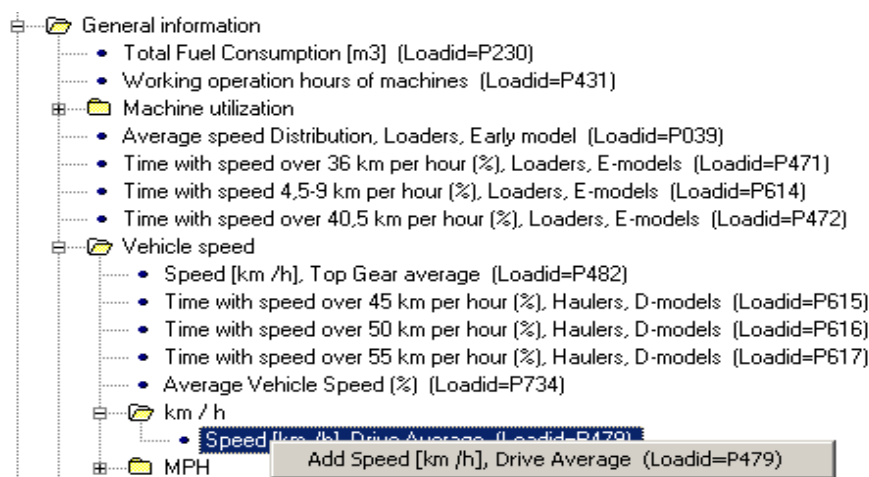 General information
Total Fuel Consumption [m3] (Loadid=P230)
Working operation hours of machines (Loadid=P431)
Machine utilization
Average speed Distribution, Loaders, Early model (Loadid=P039)
Time with speed over 36 km per hour (%), Loaders, E-models (Loadid=P471)
Time with speed 4,5-9 km per hour (%), Loaders, E-models (Loadid=P614)
Time with speed over 40,5 km per hour (%), Loaders, E-models (Loadid=P472)
Vehicle speed
Speed [km /h], Top Gear average (Loadid=P482)
Time with speed over 45 km per hour (%), Haulers, D-models (Loadid=P615)
Time with speed over 50 km per hour (%), Haulers, D-models (Loadid=P616)
Time with speed over 55 km per hour (%), Haulers, D-models (Loadid=P617)
Average Vehicle Speed (%) (Loadid=P734)
km / h
Speed [km /h], Drive Average (Loadid=P479)
Add Speed [km /h], Drive Average (Loadid=P479)
MPH